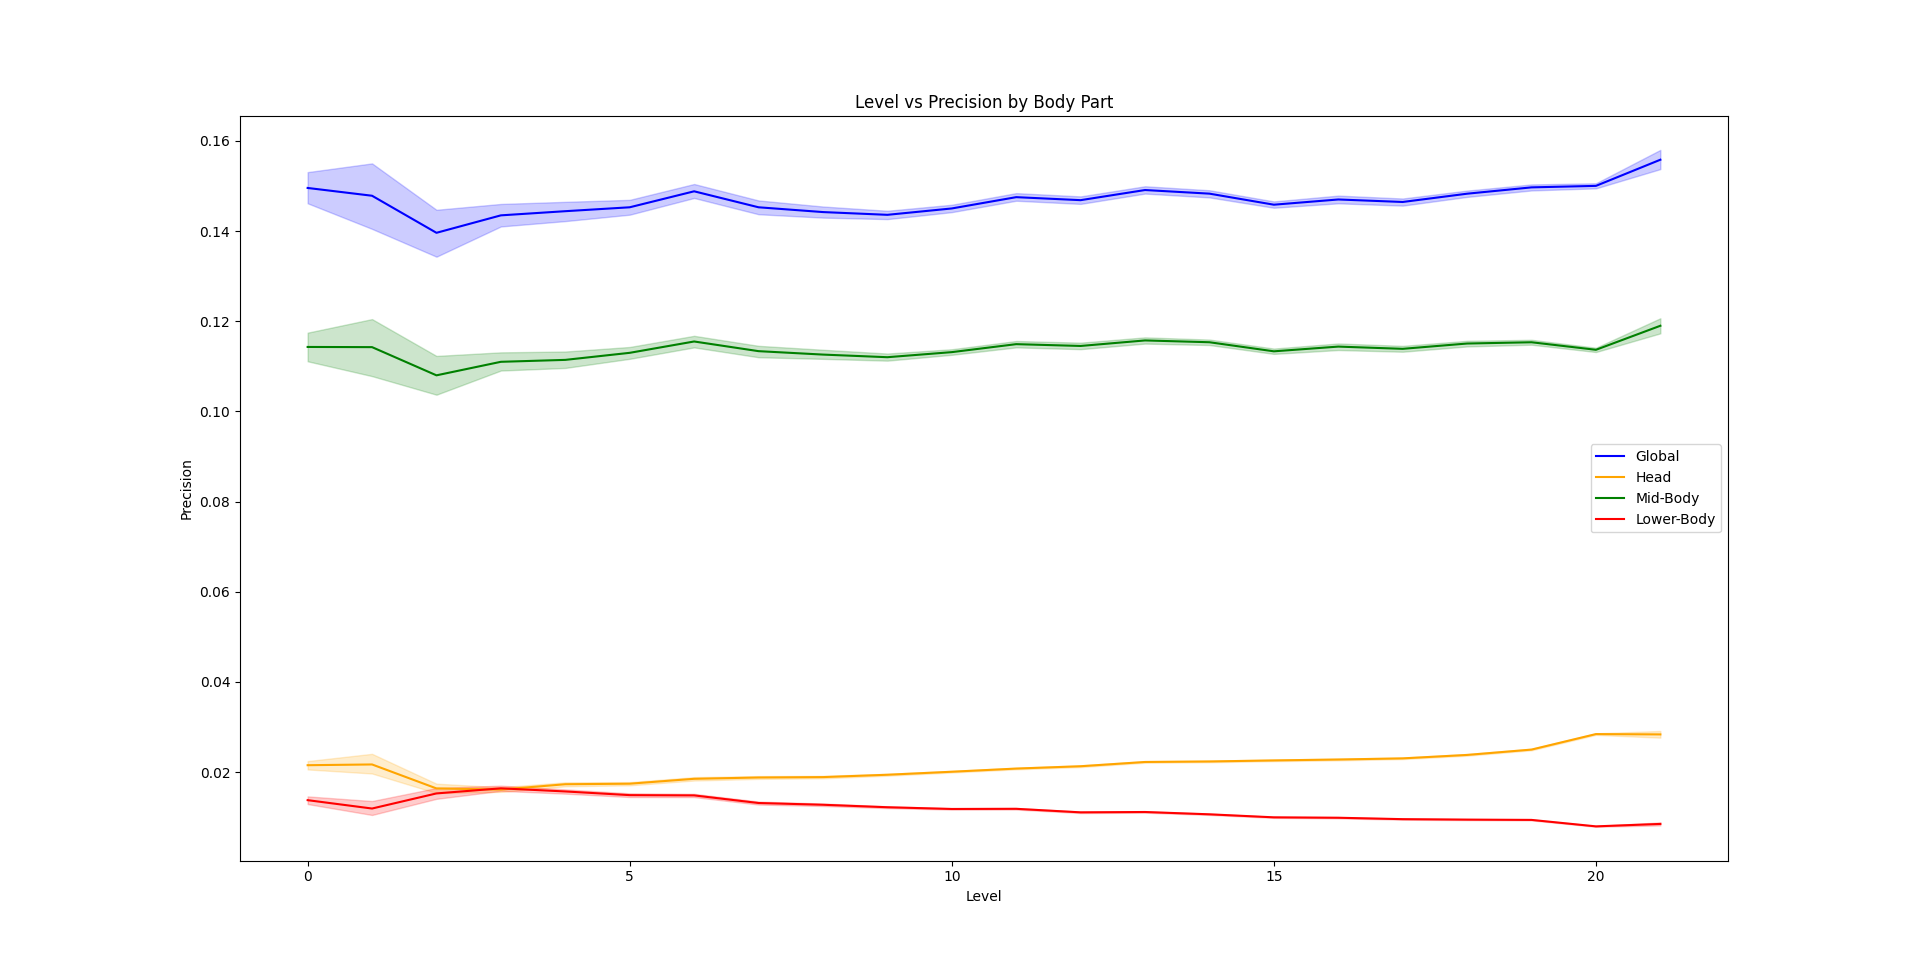 Level vs Precision by Body Part
0.16
0.14
0.12
0.10
0.08
0.06
0.04
0.02
Precision
Global
Head
Mid-Body
Lower-Body
0 5 10 15 20
Level